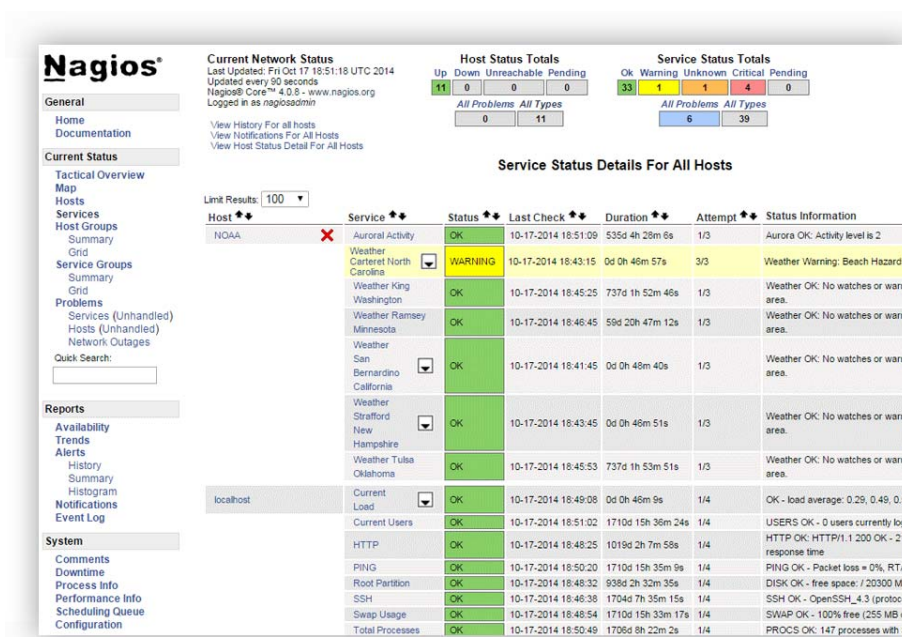 Nagios®
General
Home
Documentation
Current Status
Tactical Overview
Map
Hosts
Services
Host Groups
Summary
Grid
Service Groups
Summary
Grid
Problems
Services (Unhandled)
Hosts (Unhandled)
Network Outages
Quick Search:
Reports
Availability
Trends
Alerts
History
Summary
Histogram
Notifications
Event Log
System
Comments
Downtime
Process Info
Performance Info
Scheduling Queue
Configuration
Current Network Status
Last Updated: Fri Oct 17 18:51:18 UTC 2014
Updated every 90 seconds
Nagios® Core™ 4.0.8 - www.nagios.org
Logged in as nagiosadmin
View History For all hosts
View Notifications For All Hosts
View Host Status Detail For All Hosts
Host Status Totals
Up Down Unreachable Pending
11 0 0 0
All Problems All Types
0 11
Service Status Totals
Ok Warning Unknown Critical Pending
33 1 1 4 0
All Problems All Types
6 39
Service Status Details For All Hosts
Limit Results: 100
Host Service Status Last Check Duration Attempt Status Information
NOAA Auroral Activity OK 10-17-2014 18:51:09 535d 4h 28m 6s 1/3 Aurora OK: Activity level is 2
Weather
Carteret North WARNING 10-17-2014 18:43:15 0d 0h 46m 57s 3/3 Weather Warning: Beach Hazard
Carolina
Weather King Weather OK: No watches or warn
Washington OK 10-17-2014 18:45:25 737d 1h 52m 46s 1/3 area.
Weather Ramsey Weather OK: No watches or warn
Minnesota OK 10-17-2014 18:46:45 59d 20h 47m 12s 1/3 area.
Weather
San Weather OK: No watches or warn
Bernardino OK 10-17-2014 18:41:45 0d 0h 48m 40s 1/3 area.
California
Weather
Strafford Weather OK: No watches or warn
New OK 10-17-2014 18:43:45 0d 0h 46m 51s 1/3 area.
Hampshire
Weather Tulsa Weather OK: No watches or warn
Oklahoma OK 10-17-2014 18:45:53 737d 1h 53m 51s 1/3 area.
localhost Current
Load OK 10-17-2014 18:49:08 0d 0h 46m 9s 1/4 OK - load average: 0.29, 0.49, 0.
Current Users OK 10-17-2014 18:51:02 1710d 15h 36m 24s 1/4 USERS OK - 0 users currently lo
HTTP OK 10-17-2014 18:48:25 1019d 2h 7m 58s 1/4 HTTP OK: HTTP/1.1 200 OK - 2
response time
PING OK 10-17-2014 18:50:20 1710d 15h 35m 9s 1/4 PING OK - Packet loss = 0%, RT
Root Partition OK 10-17-2014 18:48:32 938d 2h 32m 35s 1/4 DISK OK - free space: / 20300 M
SSH OK 10-17-2014 18:46:38 1704d 7h 35m 15s 1/4 SSH OK - OpenSSH_4.3 (protoc
Swap Usage OK 10-17-2014 18:48:54 1710d 15h 33m 17s 1/4 SWAP OK - 100% free (255 MB
Total Processes OK 10-17-2014 18:50:49 1706d 8h 22m 2s 1/4 PROCS OK: 147 processes with